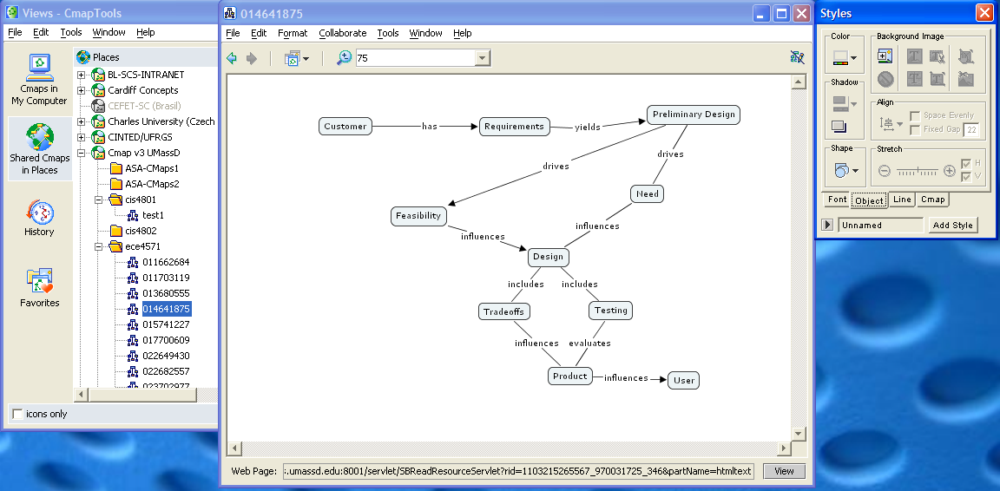 Views - CmapTools
File Edit Tools Window Help
Cmaps in
My Computer
Shared Cmaps
in Places
History
Favorites
Places
BL-SCS-INTRANET
Cardiff Concepts
CEFET-SC (Brasil)
Charles University (Czech
CINTED/UFRGS
Cmap v3 UMassD
ASA-CMaps1
ASA-CMaps2
cis4801
test1
cis4802
ece4571
011662684
011703119
013680555
014641875
015741227
017700609
022649430
022682557
023702977
icons only
014641875
File Edit Format Collaborate Tools Window Help
75
Customer has Requirements yields Preliminary Design
drives drives
Need
Feasibility
influences influences
Design
includes includes
Tradeoffs Testing
influences evaluates
Product influences User
Web Page: s.umassd.edu:8001/servlet/SBReadResourceServlet?rid=1103215265567_970031725_346&partName=htmltext View
Styles
Color
Background Image
Shadow
Align
Space Evenly
Fixed Gap 22
Shape
Stretch
H
V
Font Object Line Cmap
Unnamed Add Style